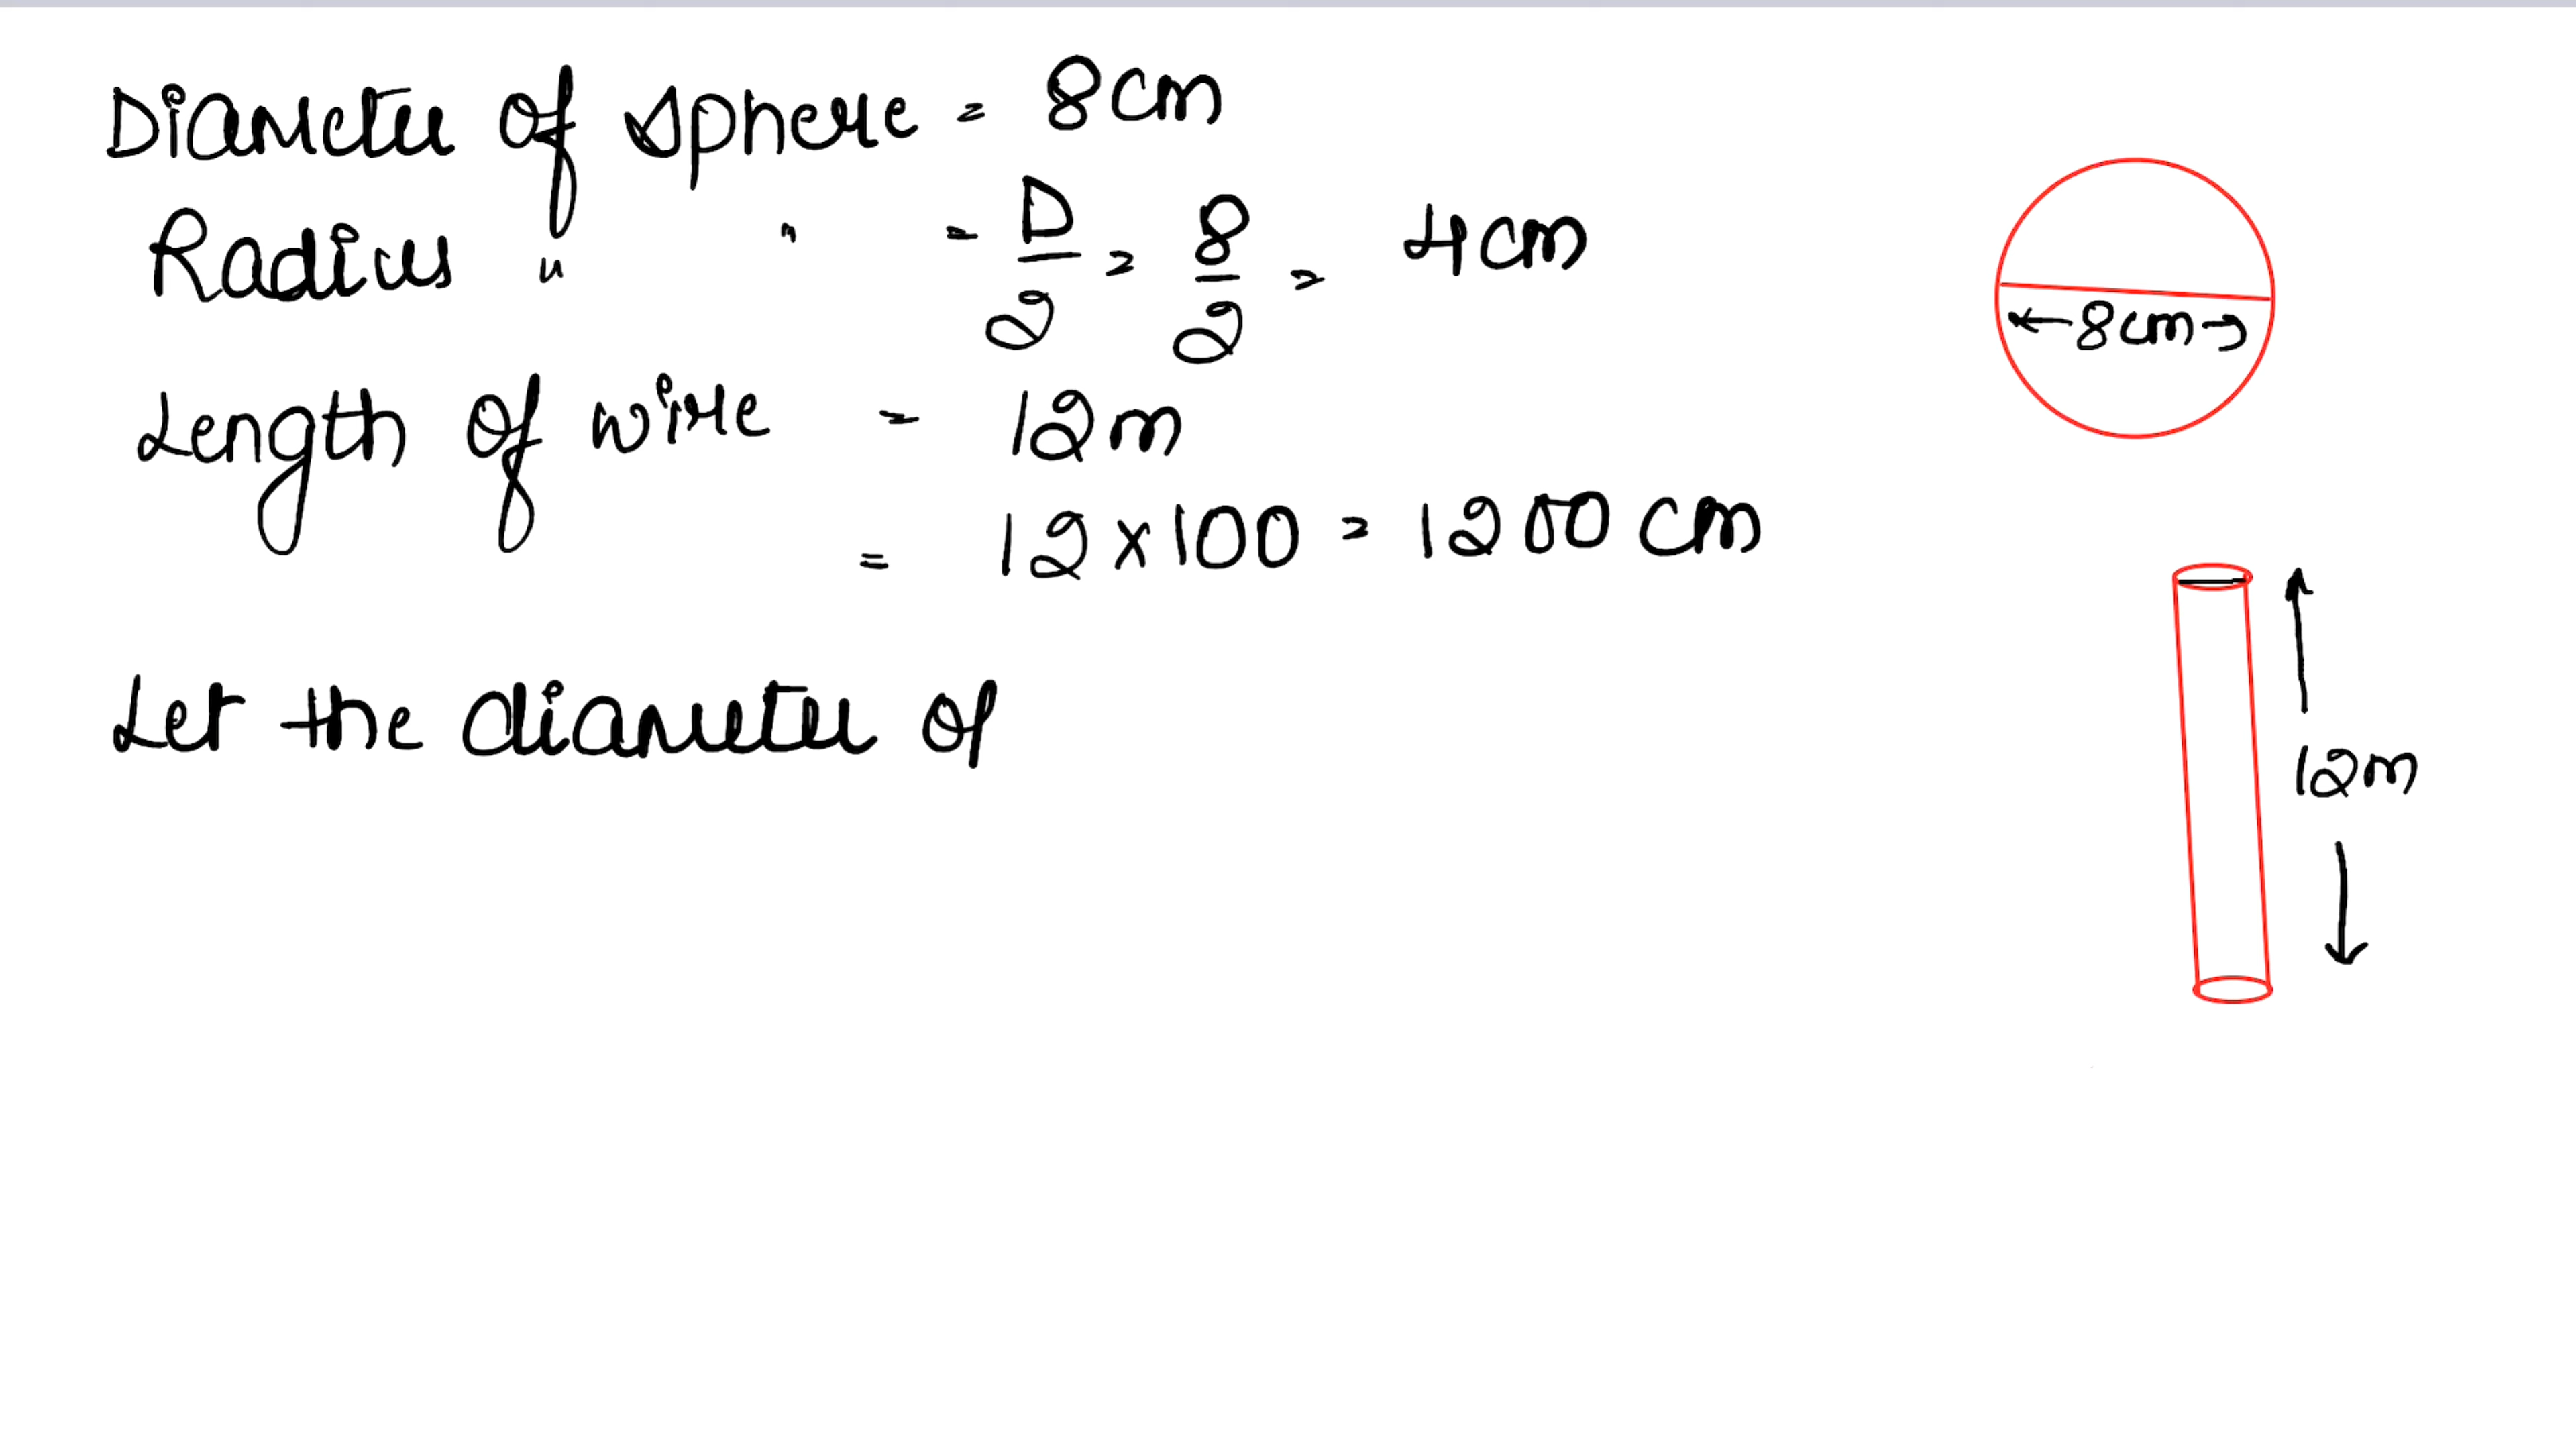 Diameter of sphere = 8cm
Radius " " = D/2 = 8/2 = 4cm
Length of wire = 12m
= 12×100 = 1200 cm
Let the diameter of
←8cm→
12m